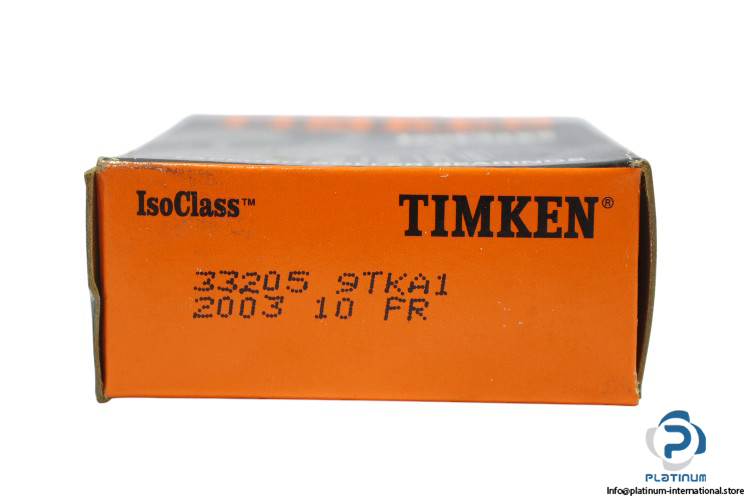 IsoClass™ TIMKEN®
33205 9TKA1
2003 10 FR
PLATINUM
Info@platinum-international.store